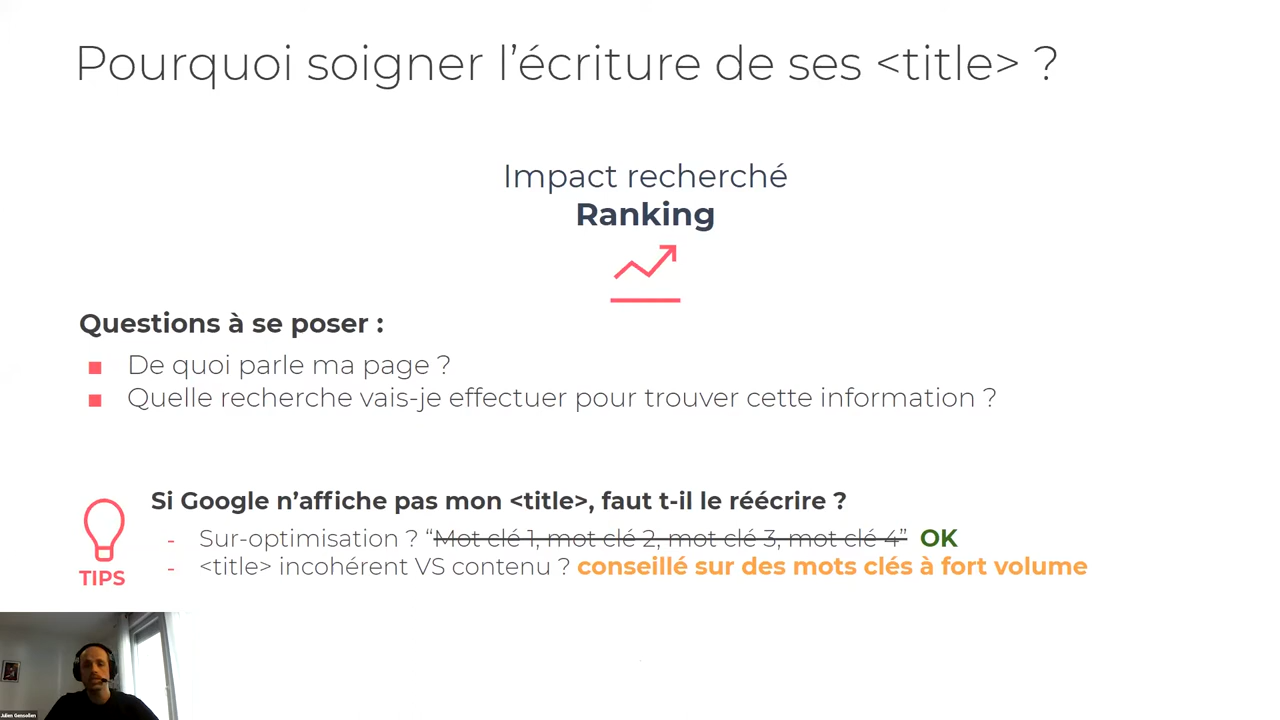 Pourquoi soigner l’écriture de ses <title> ?
Impact recherché
Ranking
Questions à se poser :
De quoi parle ma page ?
Quelle recherche vais-je effectuer pour trouver cette information ?
Si Google n’affiche pas mon <title>, faut t-il le réécrire ?
- Sur-optimisation ? “Mot clé 1, mot clé 2, mot clé 3, mot clé 4” OK
- <title> incohérent VS contenu ? conseillé sur des mots clés à fort volume
TIPS
Julien Gensollen